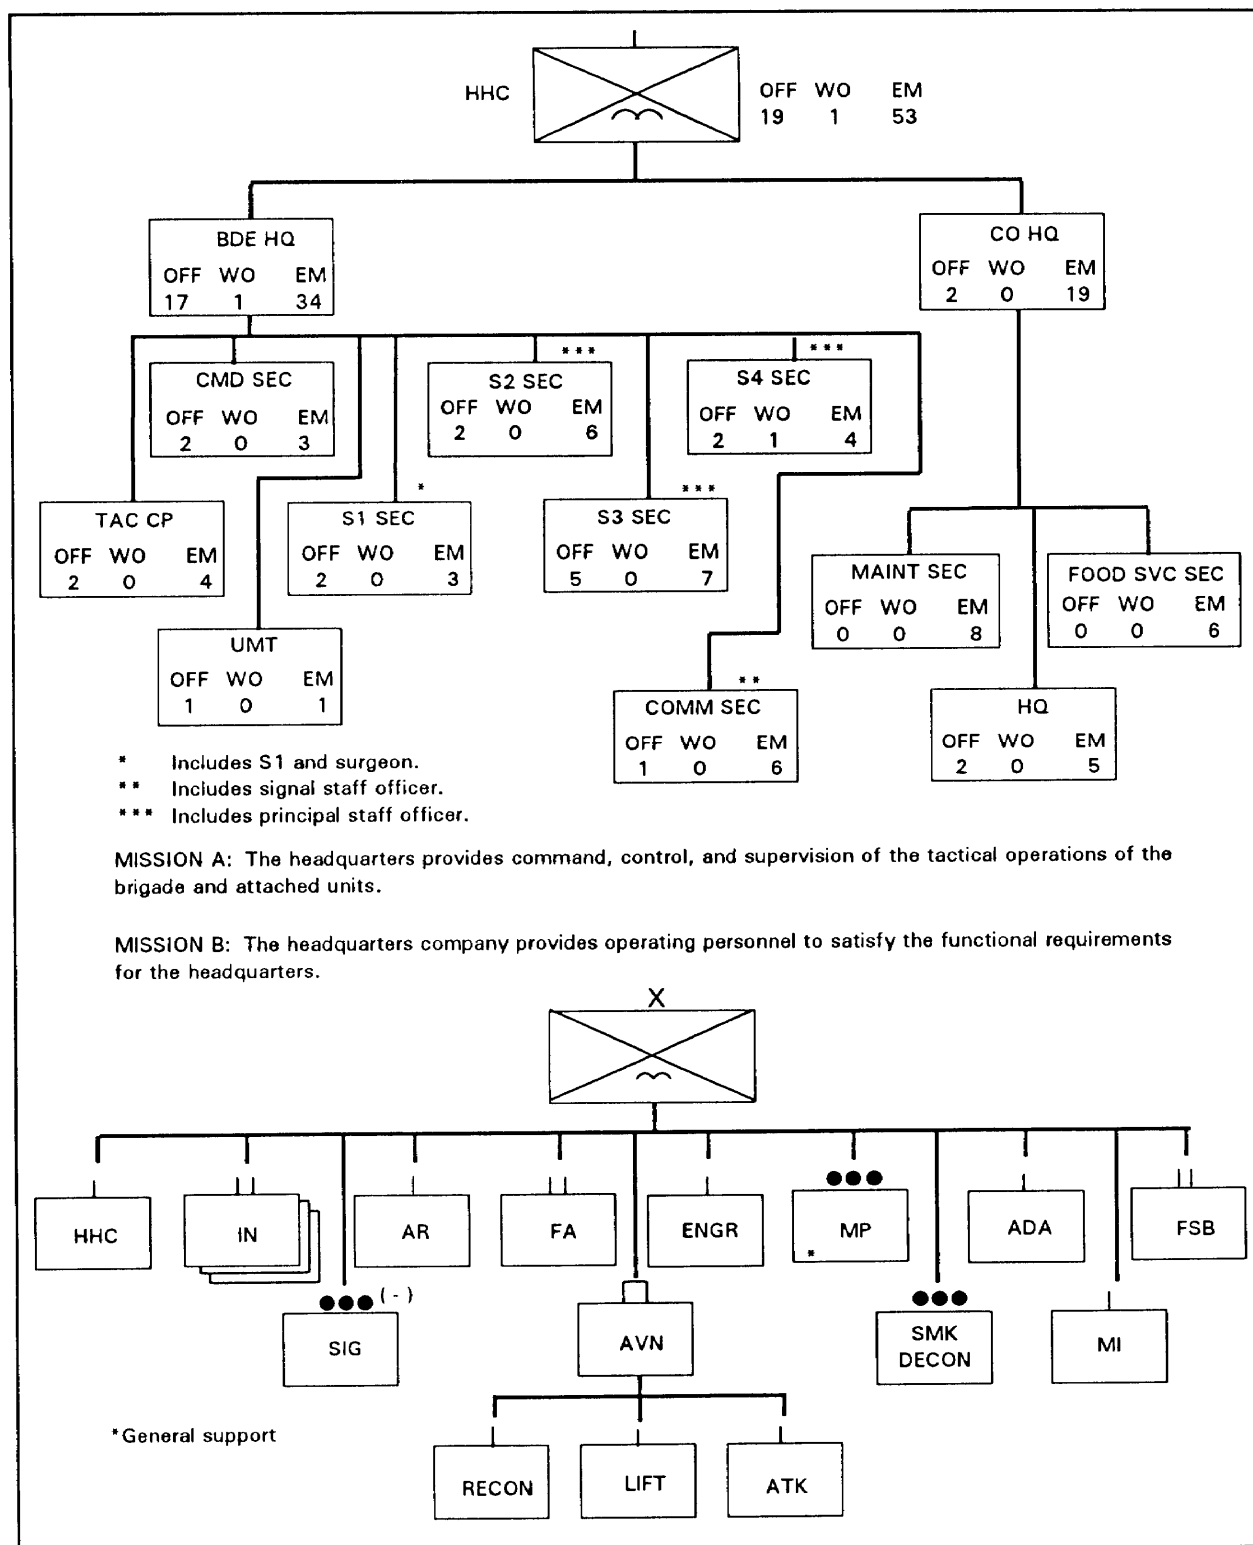 HHC
OFF WO EM
19 1 53
BDE HQ
OFF WO EM
17 1 34
CO HQ
OFF WO EM
2 0 19
CMD SEC
OFF WO EM
2 0 3
***
S2 SEC
OFF WO EM
2 0 6
***
S4 SEC
OFF WO EM
2 1 4
TAC CP
OFF WO EM
2 0 4
*
S1 SEC
OFF WO EM
2 0 3
***
S3 SEC
OFF WO EM
5 0 7
MAINT SEC
OFF WO EM
0 0 8
FOOD SVC SEC
OFF WO EM
0 0 6
UMT
OFF WO EM
1 0 1
**
COMM SEC
OFF WO EM
1 0 6
HQ
OFF WO EM
2 0 5
* Includes S1 and surgeon.
** Includes signal staff officer.
*** Includes principal staff officer.
MISSION A: The headquarters provides command, control, and supervision of the tactical operations of the
brigade and attached units.
MISSION B: The headquarters company provides operating personnel to satisfy the functional requirements
for the headquarters.
X
HHC
IN
AR
FA
ENGR
MP
*
ADA
FSB
(-)
SIG
AVN
SMK
DECON
MI
*General support
RECON
LIFT
ATK